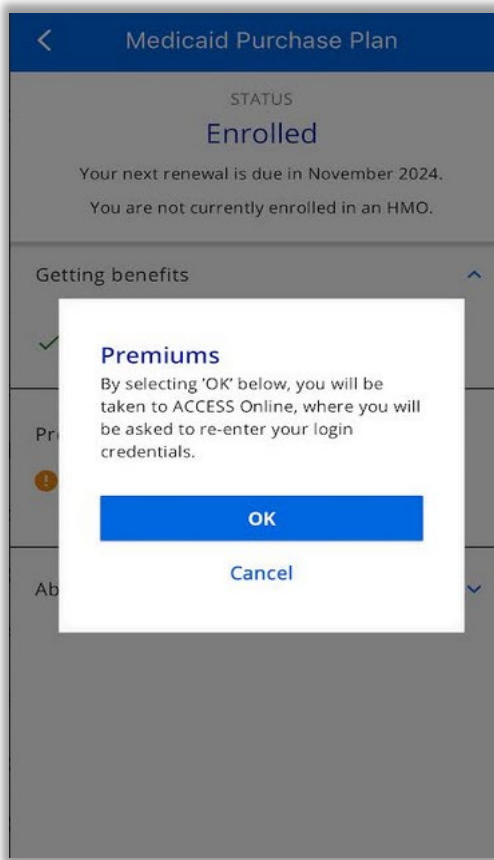 Medicaid Purchase Plan
STATUS
Enrolled
Your next renewal is due in November 2024.
You are not currently enrolled in an HMO.
Getting benefits
Premiums
By selecting 'OK' below, you will be
taken to ACCESS Online, where you will
be asked to re-enter your login
credentials.
OK
Cancel